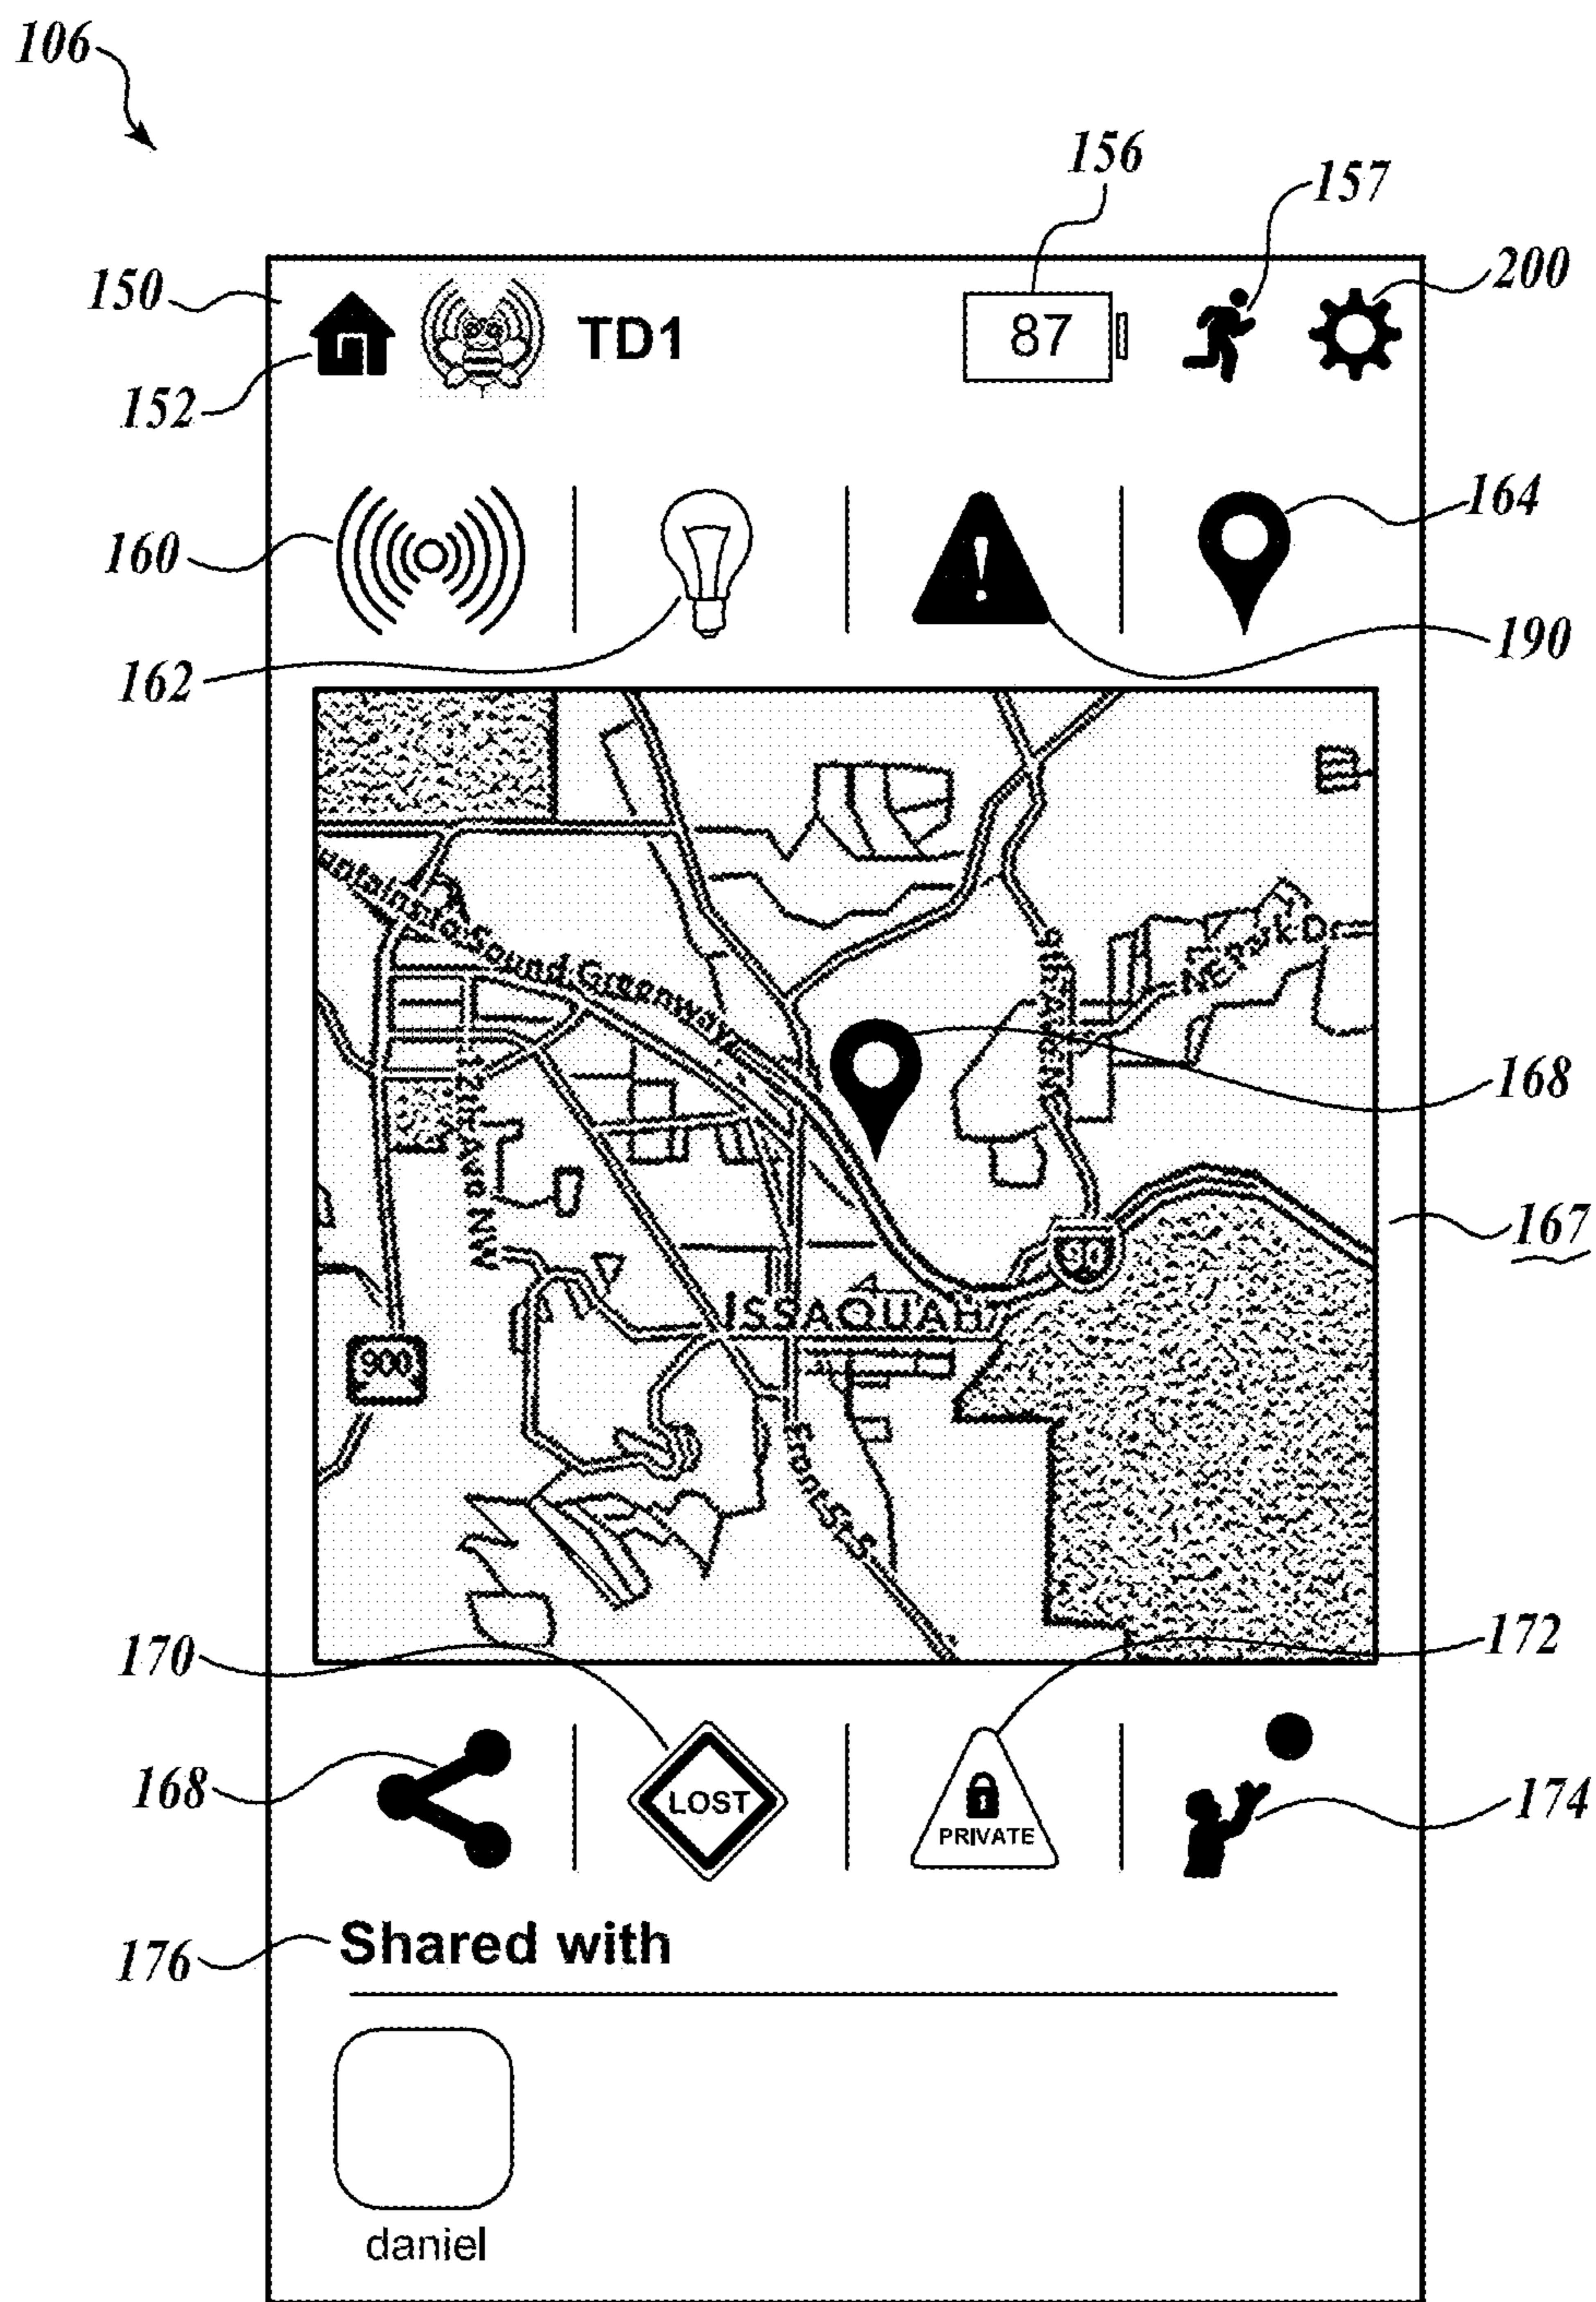 106
156
157
150
200
TD1
87
152
160
164
162
190
Sound Greenway
NE Park Dr
12th Ave NW
168
167
90
ISSAQUAH
900
Front St S
170
172
168
LOST
PRIVATE
174
176
Shared with
daniel